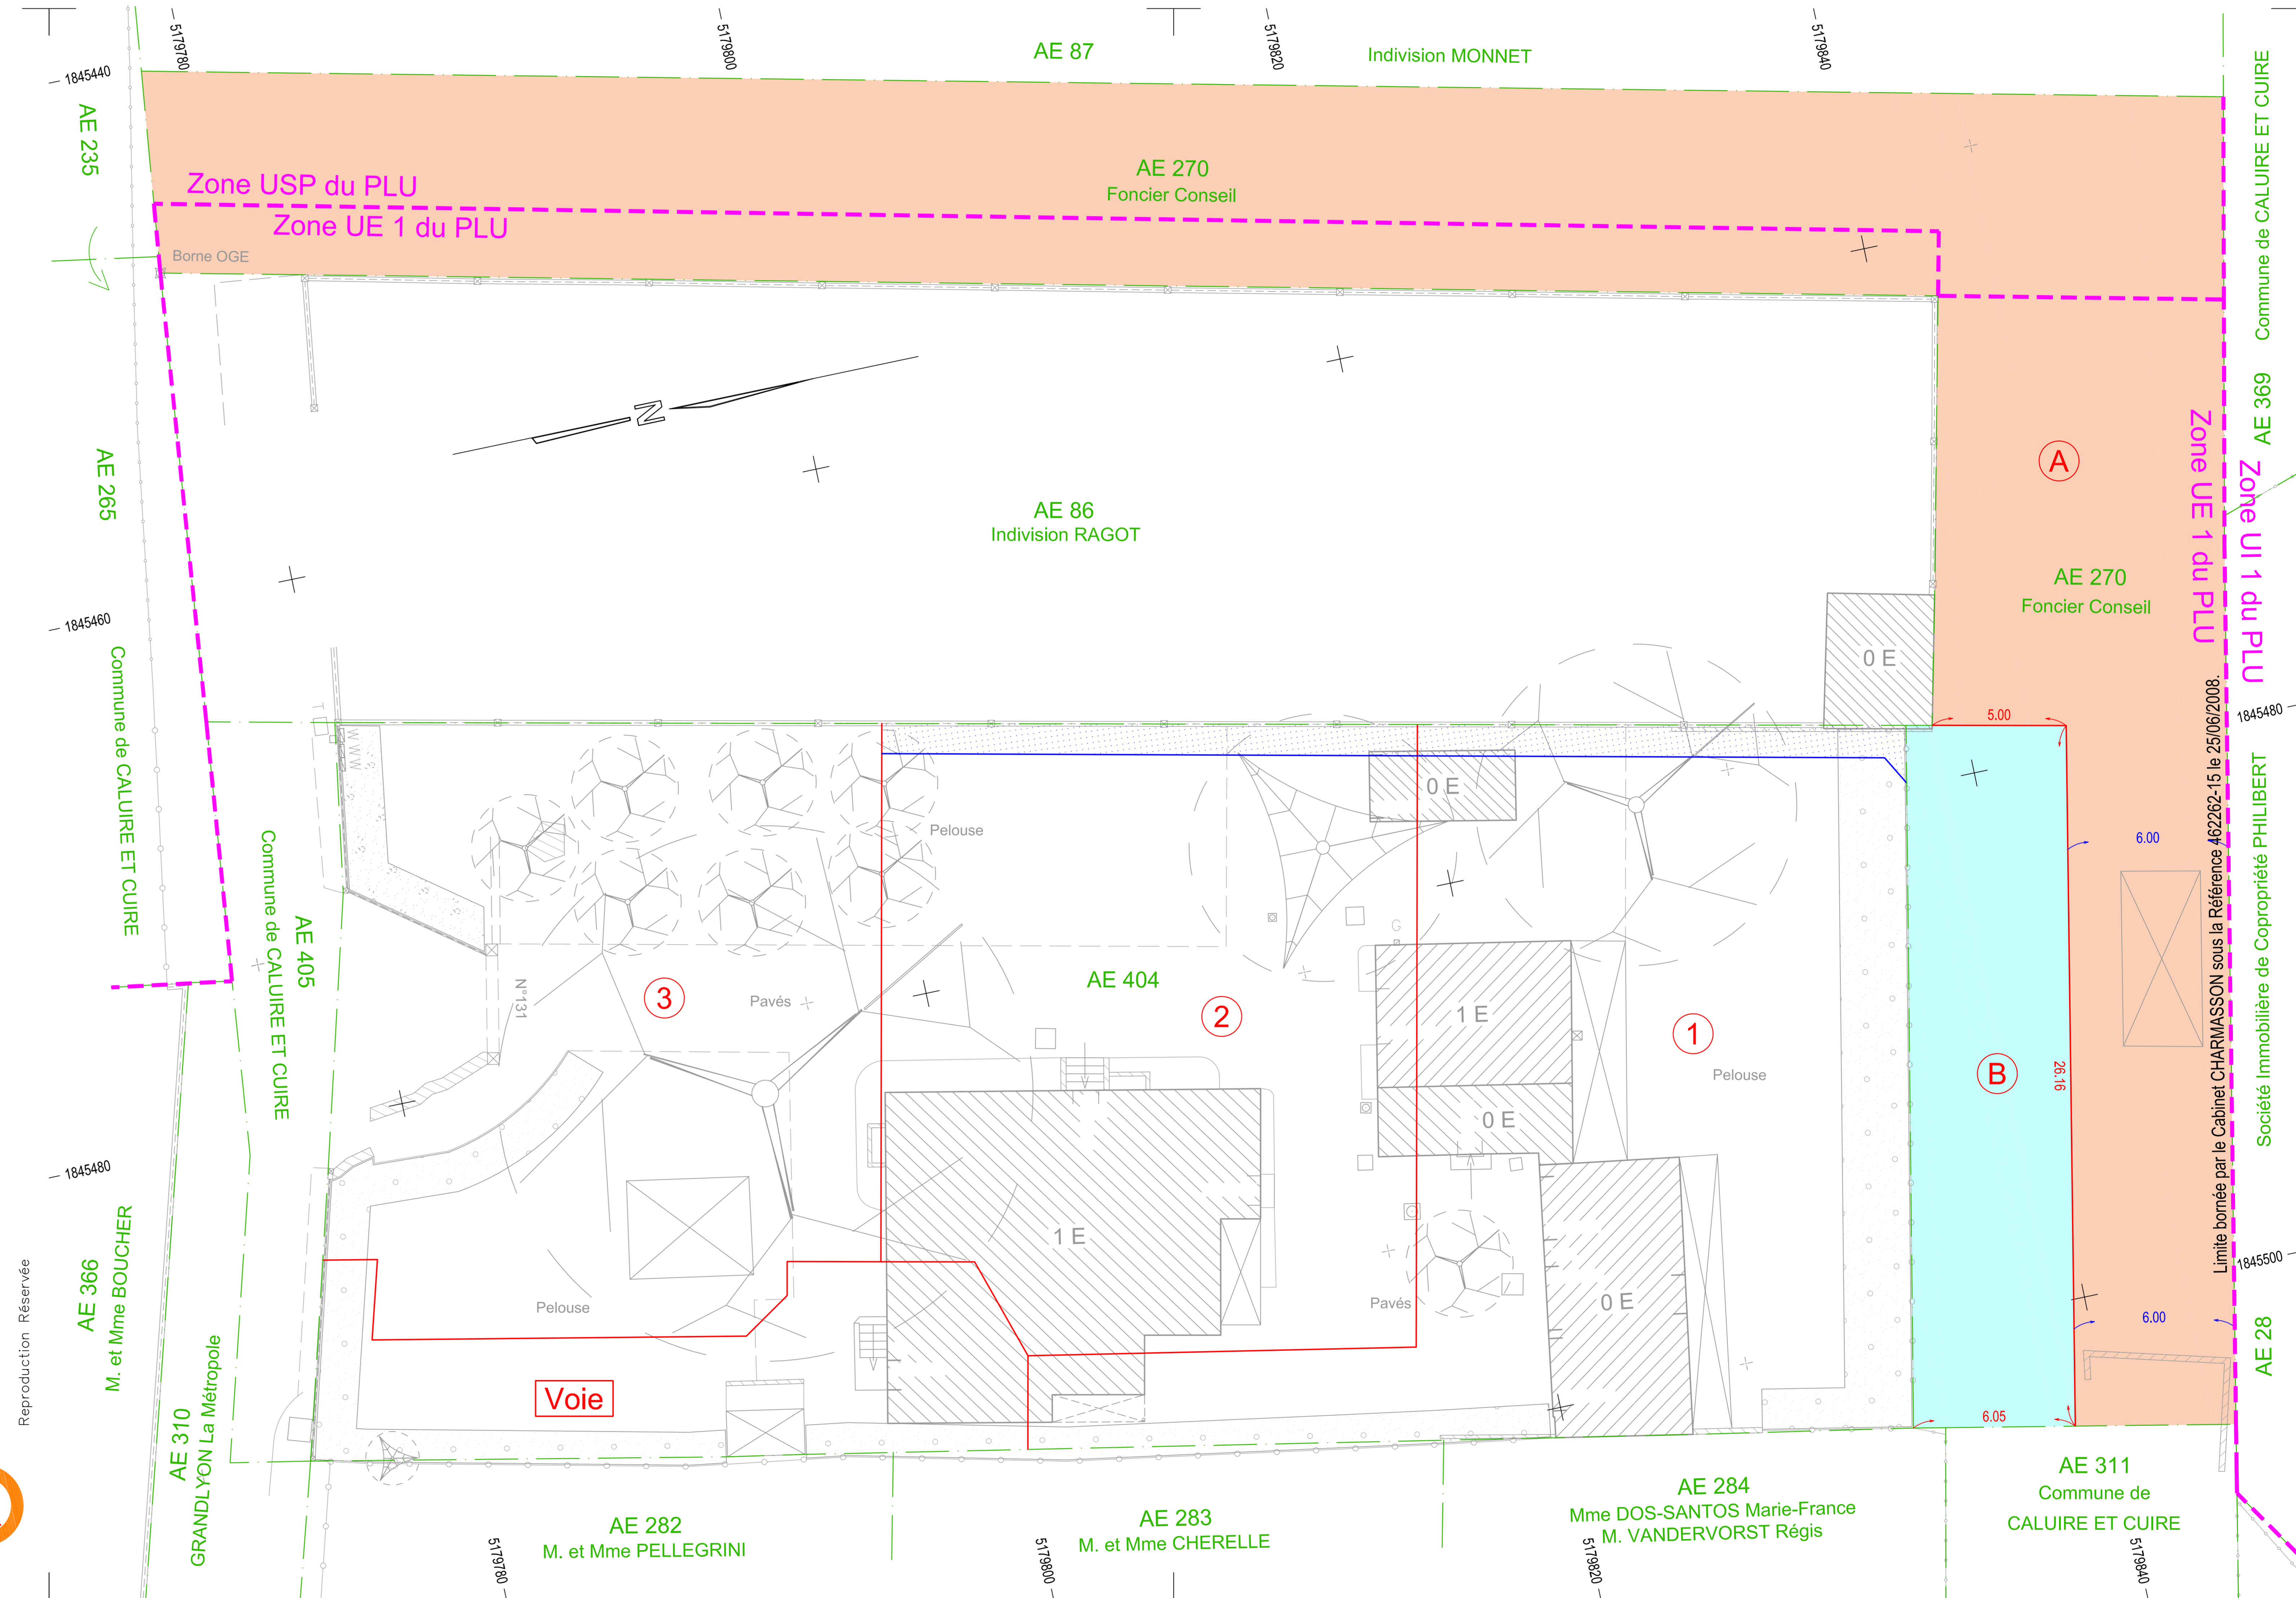 5179780
5179800
5179820
5179840
1845440
AE 87
Indivision MONNET
AE 235
Zone USP du PLU
Zone UE 1 du PLU
AE 270
Foncier Conseil
Borne OGE
Commune de CALUIRE ET CUIRE
AE 369
N
A
AE 265
AE 86
Indivision RAGOT
Zone UE 1 du PLU
Zone UI 1 du PLU
AE 270
Foncier Conseil
1845460
0 E
Commune de CALUIRE ET CUIRE
5.00
1845480
Limite bornée par le Cabinet CHARMASSON sous la Référence 462262-15 le 25/06/2008.
Société Immobilière de Copropriété PHILIBERT
0 E
Pelouse
6.00
AE 405
Commune de CALUIRE ET CUIRE
G
N°131
3
Pavés
AE 404
2
1 E
1
Pelouse
B
26.16
0 E
1845480
1 E
AE 366
M. et Mme BOUCHER
Pelouse
Pavés
0 E
6.00
1845500
AE 28
Reproduction Réservée
Voie
6.05
AE 310
GRANDLYON La Métropole
AE 282
M. et Mme PELLEGRINI
AE 283
M. et Mme CHERELLE
AE 284
Mme DOS-SANTOS Marie-France
M. VANDERVORST Régis
AE 311
Commune de
CALUIRE ET CUIRE
5179780
5179800
5179820
5179840